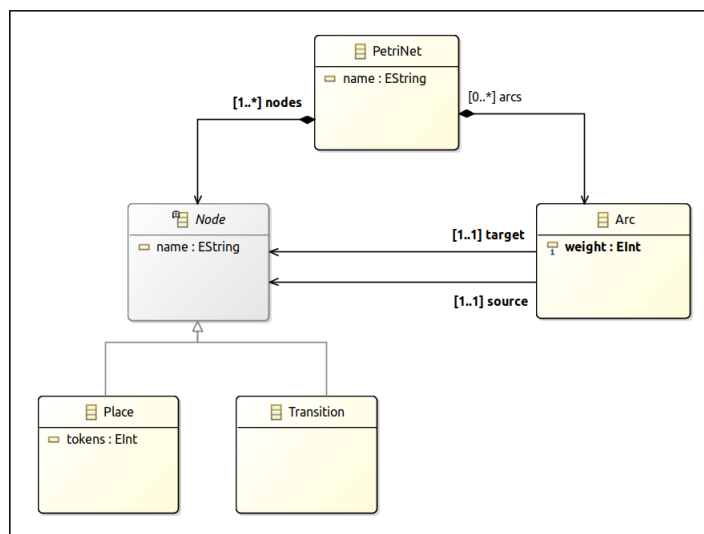 PetriNet
name : EString
[1..*] nodes
[0..*] arcs
Node
name : EString
Arc
weight : EInt
[1..1] target
[1..1] source
Place
tokens : EInt
Transition